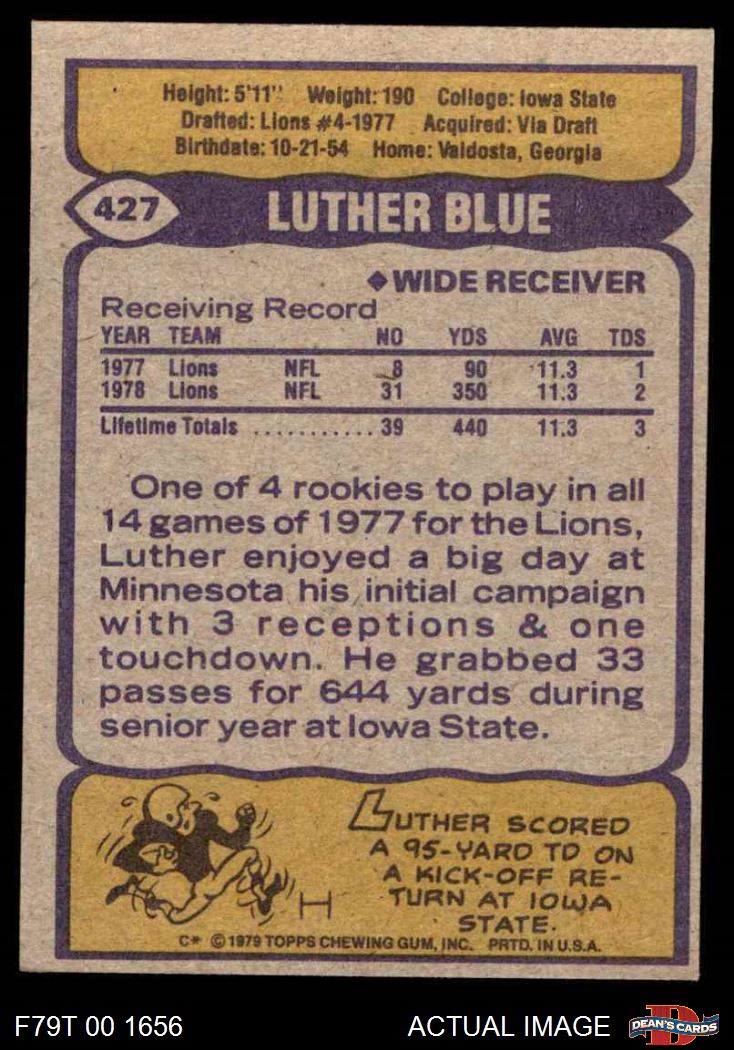 Height: 5'11" Weight: 190 College: Iowa State
Drafted: Lions #4-1977 Acquired: Via Draft
Birthdate: 10-21-54 Home: Valdosta, Georgia
427 LUTHER BLUE
◆WIDE RECEIVER
Receiving Record
YEAR TEAM NO YDS AVG TDS
1977 Lions NFL 8 90 11.3 1
1978 Lions NFL 31 350 11.3 2
Lifetime Totals ........... 39 440 11.3 3
One of 4 rookies to play in all
14 games of 1977 for the Lions,
Luther enjoyed a big day at
Minnesota his initial campaign
with 3 receptions & one
touchdown. He grabbed 33
passes for 644 yards during
senior year at Iowa State.
LUTHER SCORED
A 95-YARD TD ON
A KICK-OFF RE-
TURN AT IOWA
STATE.
C* © 1979 TOPPS CHEWING GUM, INC. PRTD. IN U.S.A.
F79T 00 1656 ACTUAL IMAGE D DEAN'S CARDS